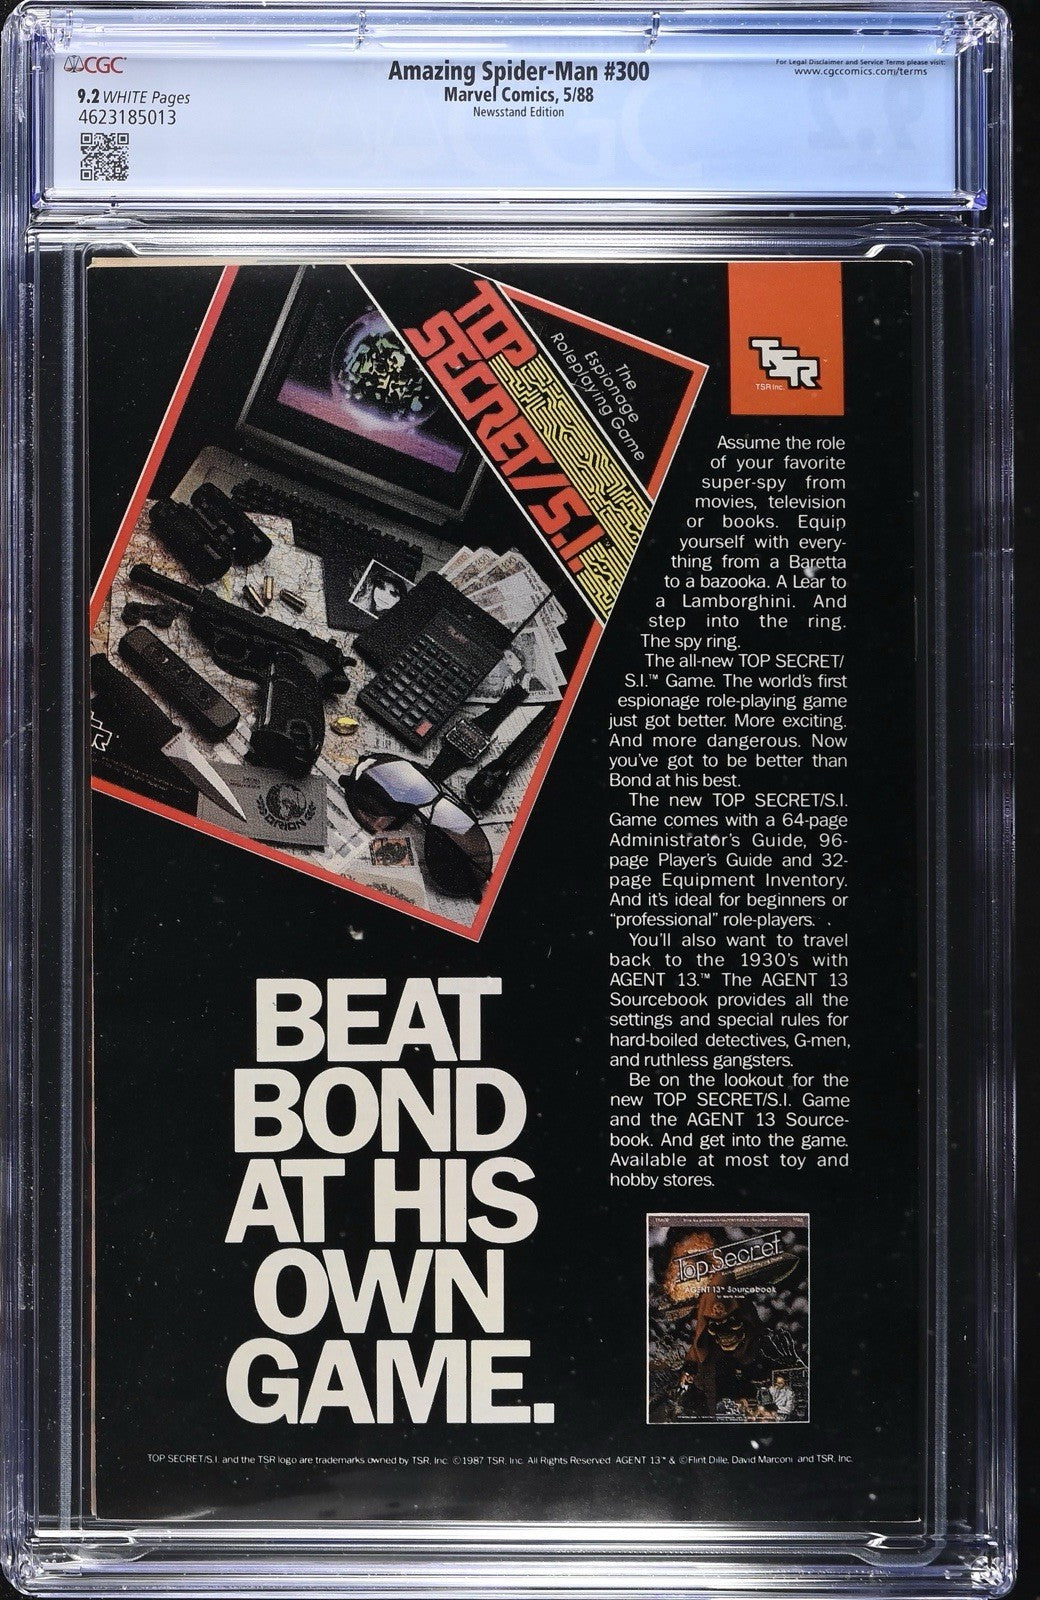 CGC
9.2 WHITE Pages
4623185013
Amazing Spider-Man #300
Marvel Comics, 5/88
Newsstand Edition
For Legal Disclaimer and Service Terms please visit:
www.cgccomics.com/terms
TOP
SECRET/S.I.
The
Espionage
Roleplaying Game
TSR
TSR Inc.
ORION
Assume the role
of your favorite
super-spy from
movies, television
or books. Equip
yourself with every-
thing from a Baretta
to a bazooka. A Lear to
a Lamborghini. And
step into the ring.
The spy ring.
The all-new TOP SECRET/
S.I.™ Game. The world's first
espionage role-playing game
just got better. More exciting.
And more dangerous. Now
you've got to be better than
Bond at his best.
The new TOP SECRET/S.I.
Game comes with a 64-page
Administrator's Guide, 96-
page Player's Guide and 32-
page Equipment Inventory.
And it's ideal for beginners or
"professional" role-players.
You'll also want to travel
back to the 1930's with
AGENT 13.™ The AGENT 13
Sourcebook provides all the
settings and special rules for
hard-boiled detectives, G-men,
and ruthless gangsters.
Be on the lookout for the
new TOP SECRET/S.I. Game
and the AGENT 13 Source-
book. And get into the game.
Available at most toy and
hobby stores.
BEAT
BOND
AT HIS
OWN
GAME.
Top Secret
AGENT 13™ Sourcebook
TOP SECRET/S.I. and the TSR logo are trademarks owned by TSR, Inc. ©1987 TSR, Inc. All Rights Reserved. AGENT 13™ & ©Flint Dille, David Marconi and TSR, Inc.